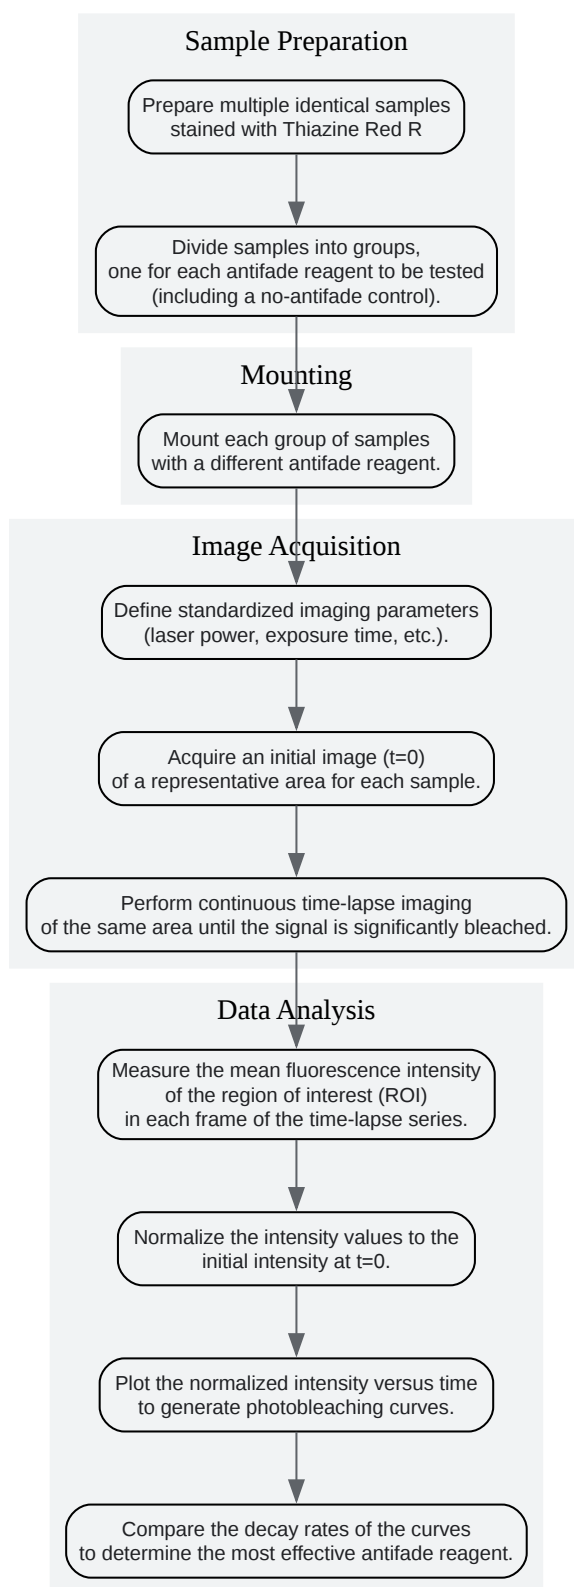 Sample Preparation
Prepare multiple identical samples
stained with Thiazine Red R
Divide samples into groups,
one for each antifade reagent to be tested
(including a no-antifade control).
Mounting
Mount each group of samples
with a different antifade reagent.
Image Acquisition
Define standardized imaging parameters
(laser power, exposure time, etc.).
Acquire an initial image (t=0)
of a representative area for each sample.
Perform continuous time-lapse imaging
of the same area until the signal is significantly bleached.
Data Analysis
Measure the mean fluorescence intensity
of the region of interest (ROI)
in each frame of the time-lapse series.
Normalize the intensity values to the
initial intensity at t=0.
Plot the normalized intensity versus time
to generate photobleaching curves.
Compare the decay rates of the curves
to determine the most effective antifade reagent.